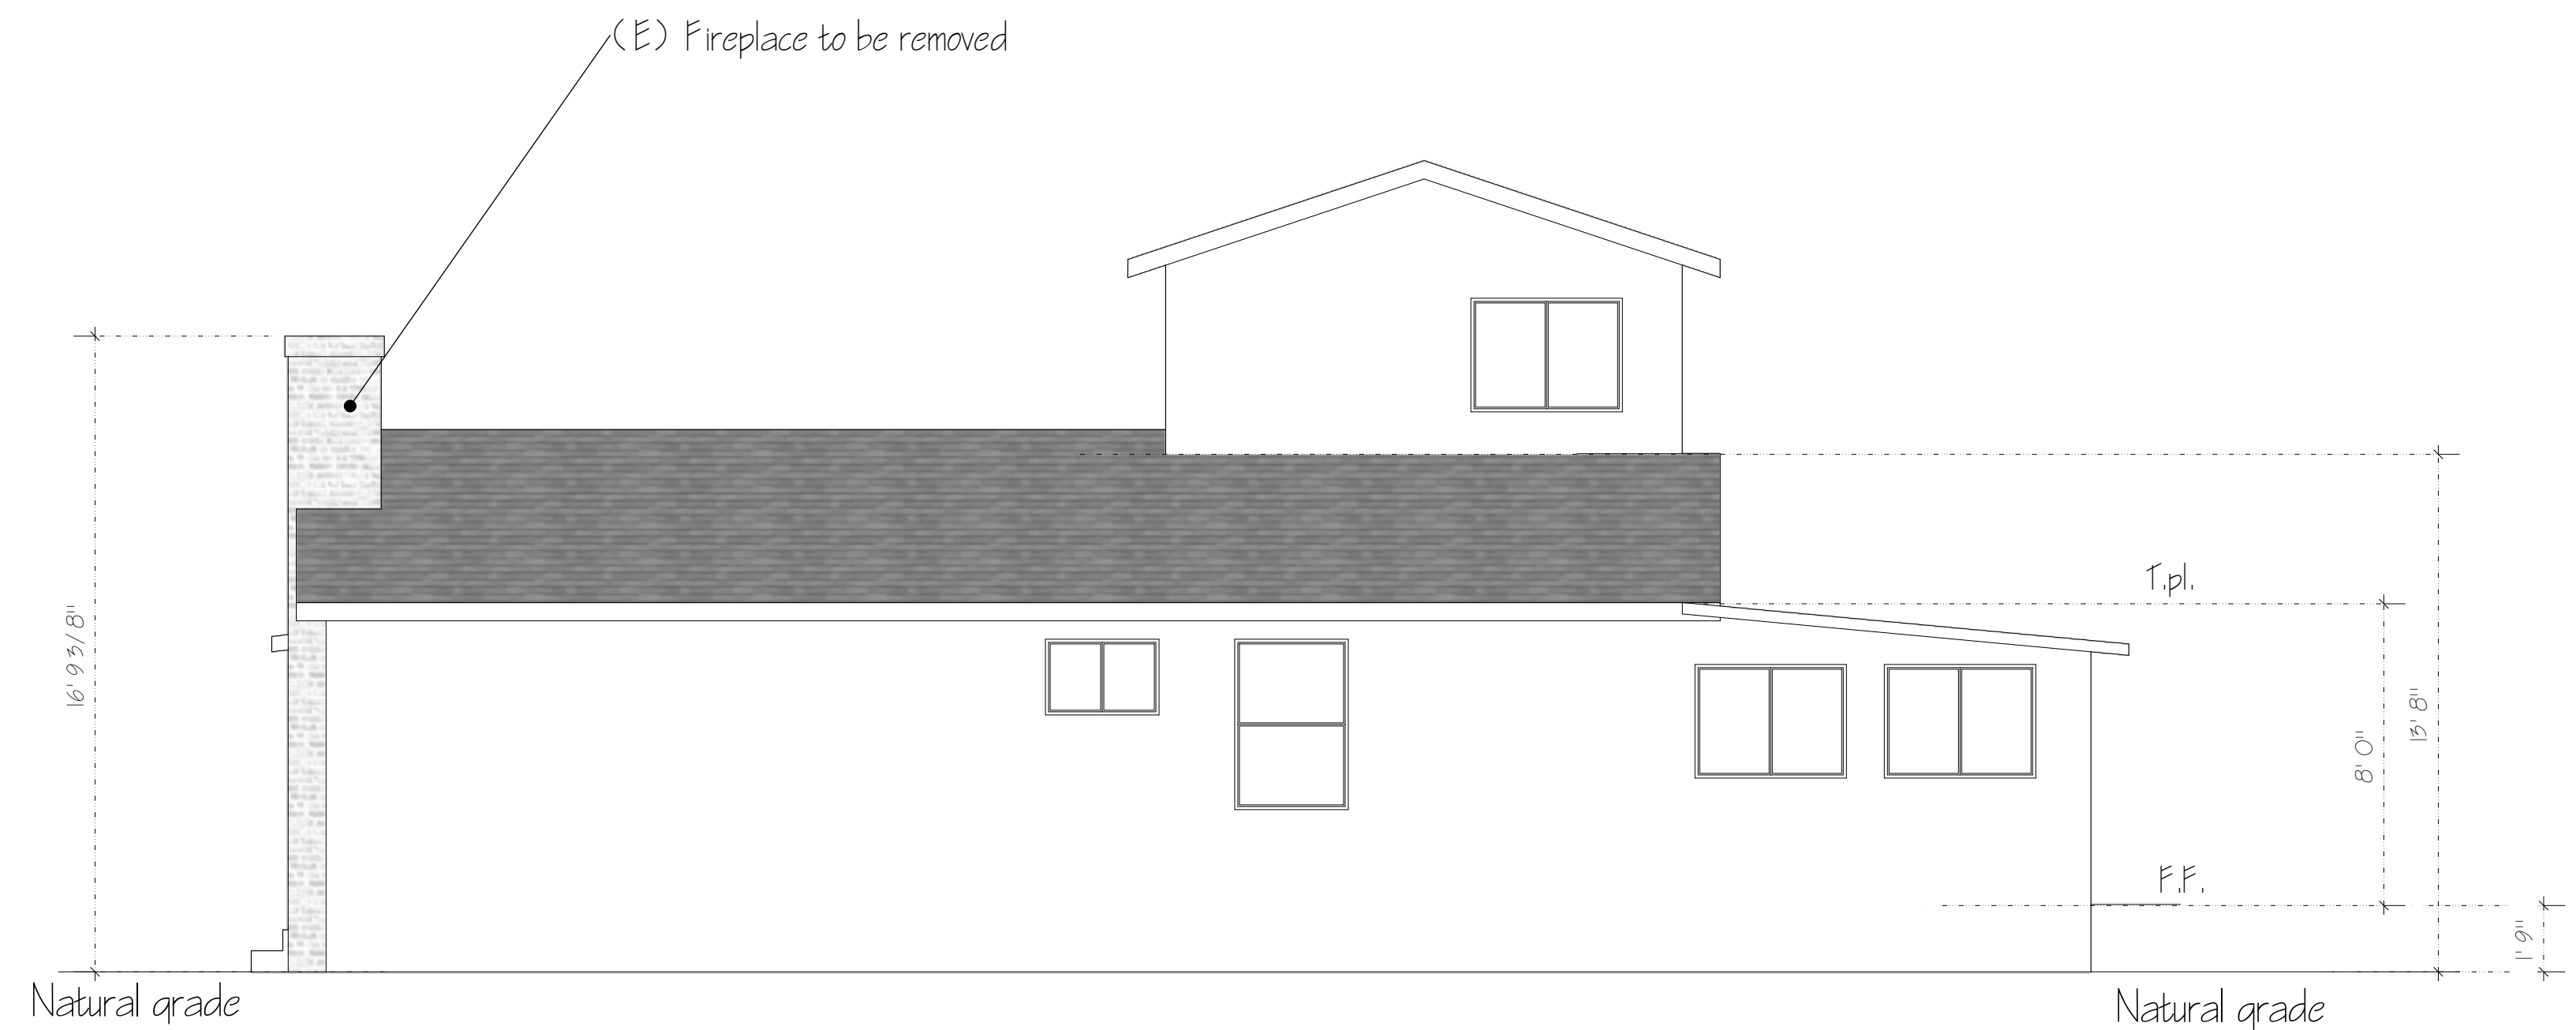 (E) Fireplace to be removed
T.pl.
16' 9 3/8"
13' 8"
8' 0"
F.F.
1' 9"
Natural grade
Natural grade